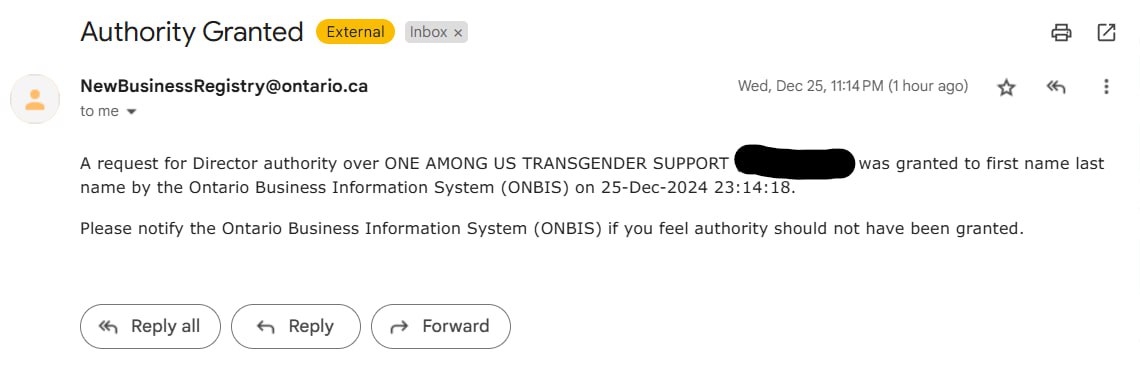 Authority Granted External Inbox ×
NewBusinessRegistry@ontario.ca Wed, Dec 25, 11:14 PM (1 hour ago)
to me
A request for Director authority over ONE AMONG US TRANSGENDER SUPPORT was granted to first name last
name by the Ontario Business Information System (ONBIS) on 25-Dec-2024 23:14:18.
Please notify the Ontario Business Information System (ONBIS) if you feel authority should not have been granted.
Reply all Reply Forward